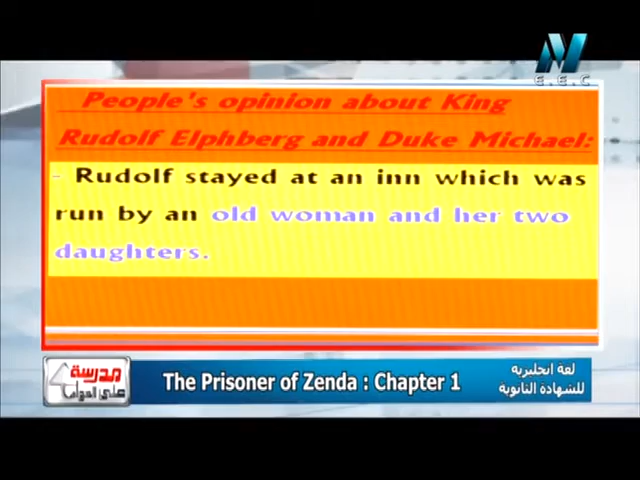 E.E.C
People's opinion about King
Rudolf Elphberg and Duke Michael:
- Rudolf stayed at an inn which was
run by an old woman and her two
daughters.
مدرسة
على الهواء
The Prisoner of Zenda : Chapter 1
لغة انجليزية
للشهادة الثانوية